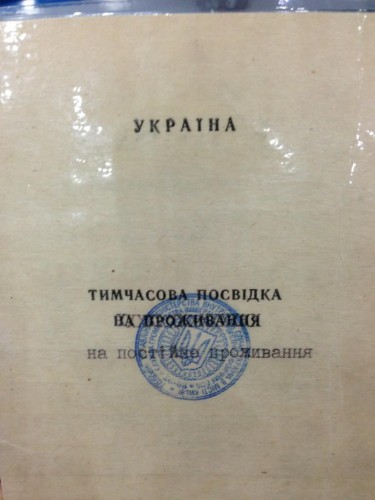 УКРАЇНА
ТИМЧАСОВА ПОСВІДКА
НА ПРОЖИВАННЯ
на постійне проживання